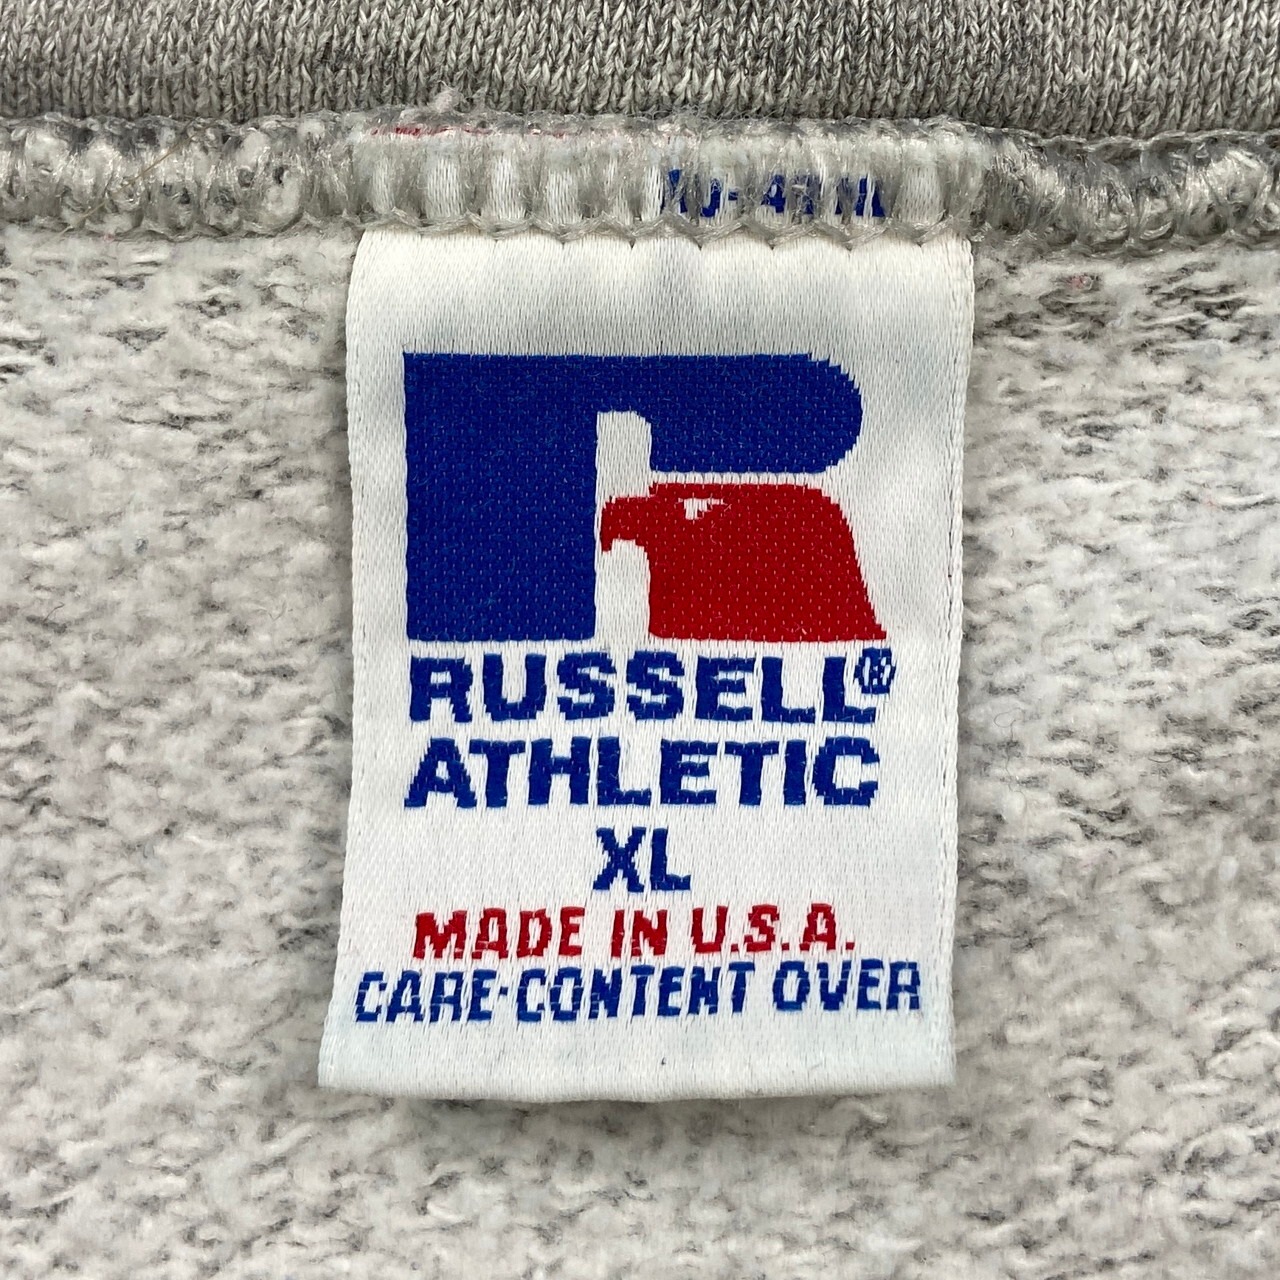 RUSSELL®
ATHLETIC
XL
MADE IN U.S.A.
CARE·CONTENT OVER